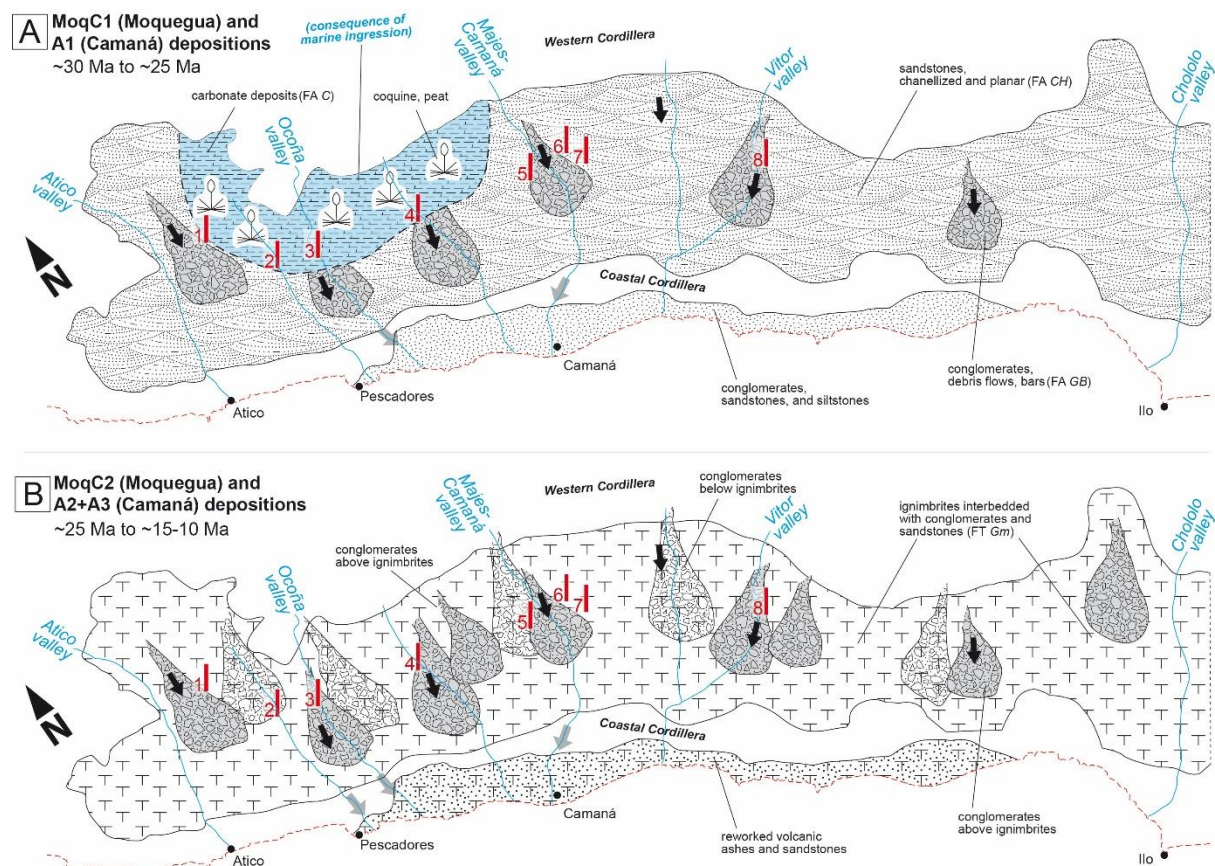 A
MoqC1 (Moquegua) and
A1 (Camaná) depositions
~30 Ma to ~25 Ma
(consequence of
marine ingression)
Majes-
Camaná
valley
Western Cordillera
Vitor
valley
sandstones,
chanellized and planar (FA CH)
Chololo
valley
carbonate deposits (FA C)
coquine, peat
Ocoña
valley
Atico
valley
1
2
3
4
5
6
7
8
N
Coastal Cordillera
Atico
Pescadores
Camaná
conglomerates,
sandstones, and siltstones
conglomerates,
debris flows, bars (FA GB)
Ilo
B
MoqC2 (Moquegua) and
A2+A3 (Camaná) depositions
~25 Ma to ~15-10 Ma
Majes-
Camaná
valley
Western Cordillera
conglomerates
below ignimbrites
Vitor
valley
ignimbrites interbedded
with conglomerates and
sandstones (FT Gm)
Chololo
valley
conglomerates
above ignimbrites
Ocoña
valley
Atico
valley
1
2
3
4
5
6
7
8
N
Coastal Cordillera
Atico
Pescadores
Camaná
reworked volcanic
ashes and sandstones
conglomerates
above ignimbrites
Ilo